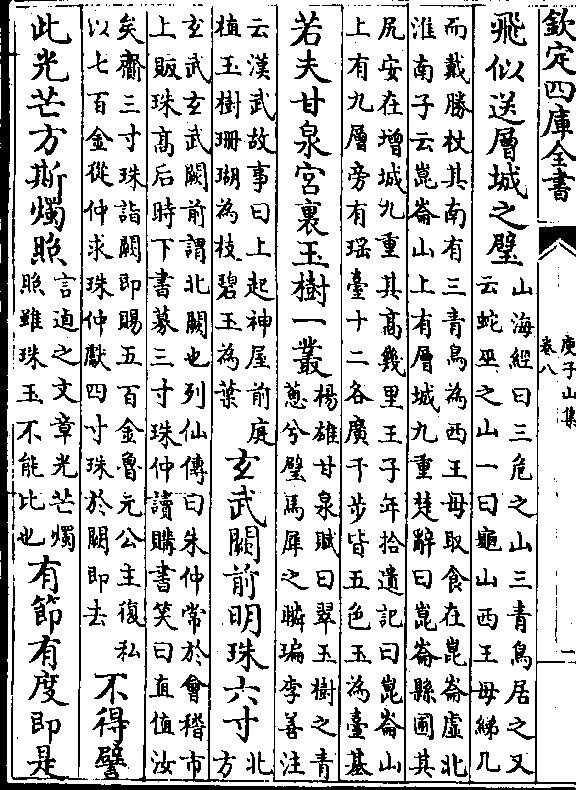 欽定四庫全書
庾子山集
卷八
一
飛似送層城之璧
山海經曰三危之山三青鳥居之又
云蛇巫之山一曰龜山西王母綈几
而戴勝杖其南有三青鳥為西王母取食在崑崙虛北
淮南子云崑崙山上有層城九重楚辭曰崑崙縣圃其
尻安在增城九重其高幾里王子年拾遺記曰崑崙山
上有九層旁有瑶臺十二各廣千步皆五色玉為臺基
若夫甘泉宮裏玉樹一叢
楊雄甘泉賦曰翠玉樹之青
蔥兮璧馬犀之瞵㻞李善注
云漢武故事曰上起神屋前庭
植玉樹珊瑚為枝碧玉為葉
玄武闕前明珠六寸
北
方
玄武玄武闕前謂北闕也列仙傳曰朱仲常於會稽市
上販珠高后時下書募三寸珠仲讀購書笑曰直值汝
矣齋三寸珠詣闕即賜五百金魯元公主復私
以七百金從仲求珠仲獻四寸珠於闕即去
不得譬
此光芒方斯燭照
言迪之文章光芒燭
照雖珠玉不能比也
有節有度即是